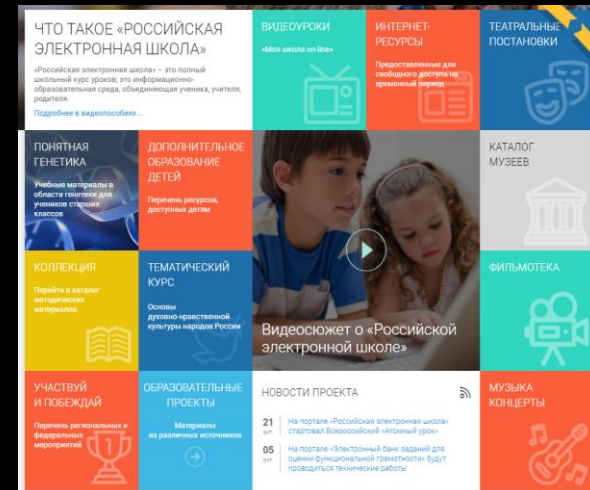 ЧТО ТАКОЕ «РОССИЙСКАЯ
ЭЛЕКТРОННАЯ ШКОЛА»
«Российская электронная школа» – это полный
школьный курс уроков; это информационно-
образовательная среда, объединяющая ученика, учителя,
родителя.
Подробнее в видеопособиях...
ВИДЕОУРОКИ
«Моя школа on-line»
ИНТЕРНЕТ-
РЕСУРСЫ
Предоставленные для
свободного доступа на
временный период
ТЕАТРАЛЬНЫЕ
ПОСТАНОВКИ
ПОНЯТНАЯ
ГЕНЕТИКА
Учебные материалы в
области генетики для
учеников старших
классов
ДОПОЛНИТЕЛЬНОЕ
ОБРАЗОВАНИЕ
ДЕТЕЙ
Перечень ресурсов,
доступных детям
КАТАЛОГ
МУЗЕЕВ
КОЛЛЕКЦИЯ
Перейти в каталог
методических
материалов
ТЕМАТИЧЕСКИЙ
КУРС
Основы
духовно-нравственной
культуры народов России
Видеосюжет о «Российской
электронной школе»
ФИЛЬМОТЕКА
УЧАСТВУЙ
И ПОБЕЖДАЙ
Перечень региональных и
федеральных
мероприятий
ОБРАЗОВАТЕЛЬНЫЕ
ПРОЕКТЫ
Материалы
из различных источников
НОВОСТИ ПРОЕКТА
21
окт.
На портале «Российская электронная школа»
стартовал Всероссийский «Атомный урок»
05
окт.
На портале «Электронный банк заданий для
оценки функциональной грамотности» будут
проводиться технические работы
МУЗЫКА
КОНЦЕРТЫ